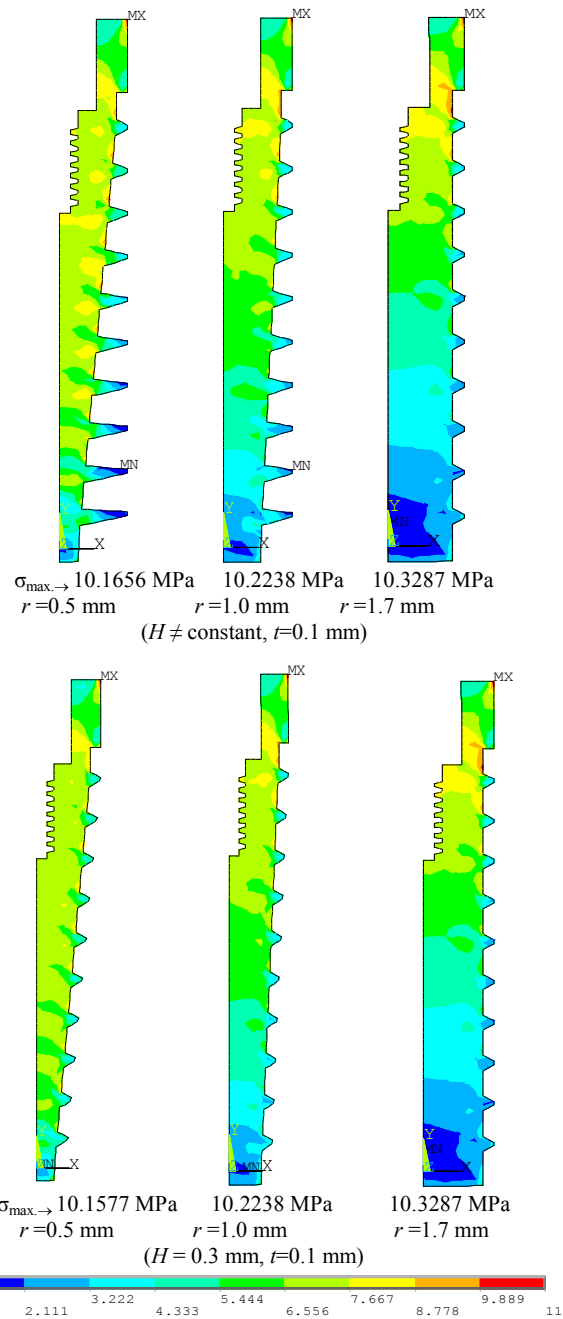 MX MX MX
MN MN
Y Y Y
MN
Z X Z X Z X
σmax.→ 10.1656 MPa 10.2238 MPa 10.3287 MPa
r =0.5 mm r =1.0 mm r =1.7 mm
(H ≠ constant, t=0.1 mm)
MX MX MX
Y Y Y
MN
Z MN X Z MN X Z X
σmax.→ 10.1577 MPa 10.2238 MPa 10.3287 MPa
r =0.5 mm r =1.0 mm r =1.7 mm
(H = 0.3 mm, t=0.1 mm)
3.222 5.444 7.667 9.889
2.111 4.333 6.556 8.778 11